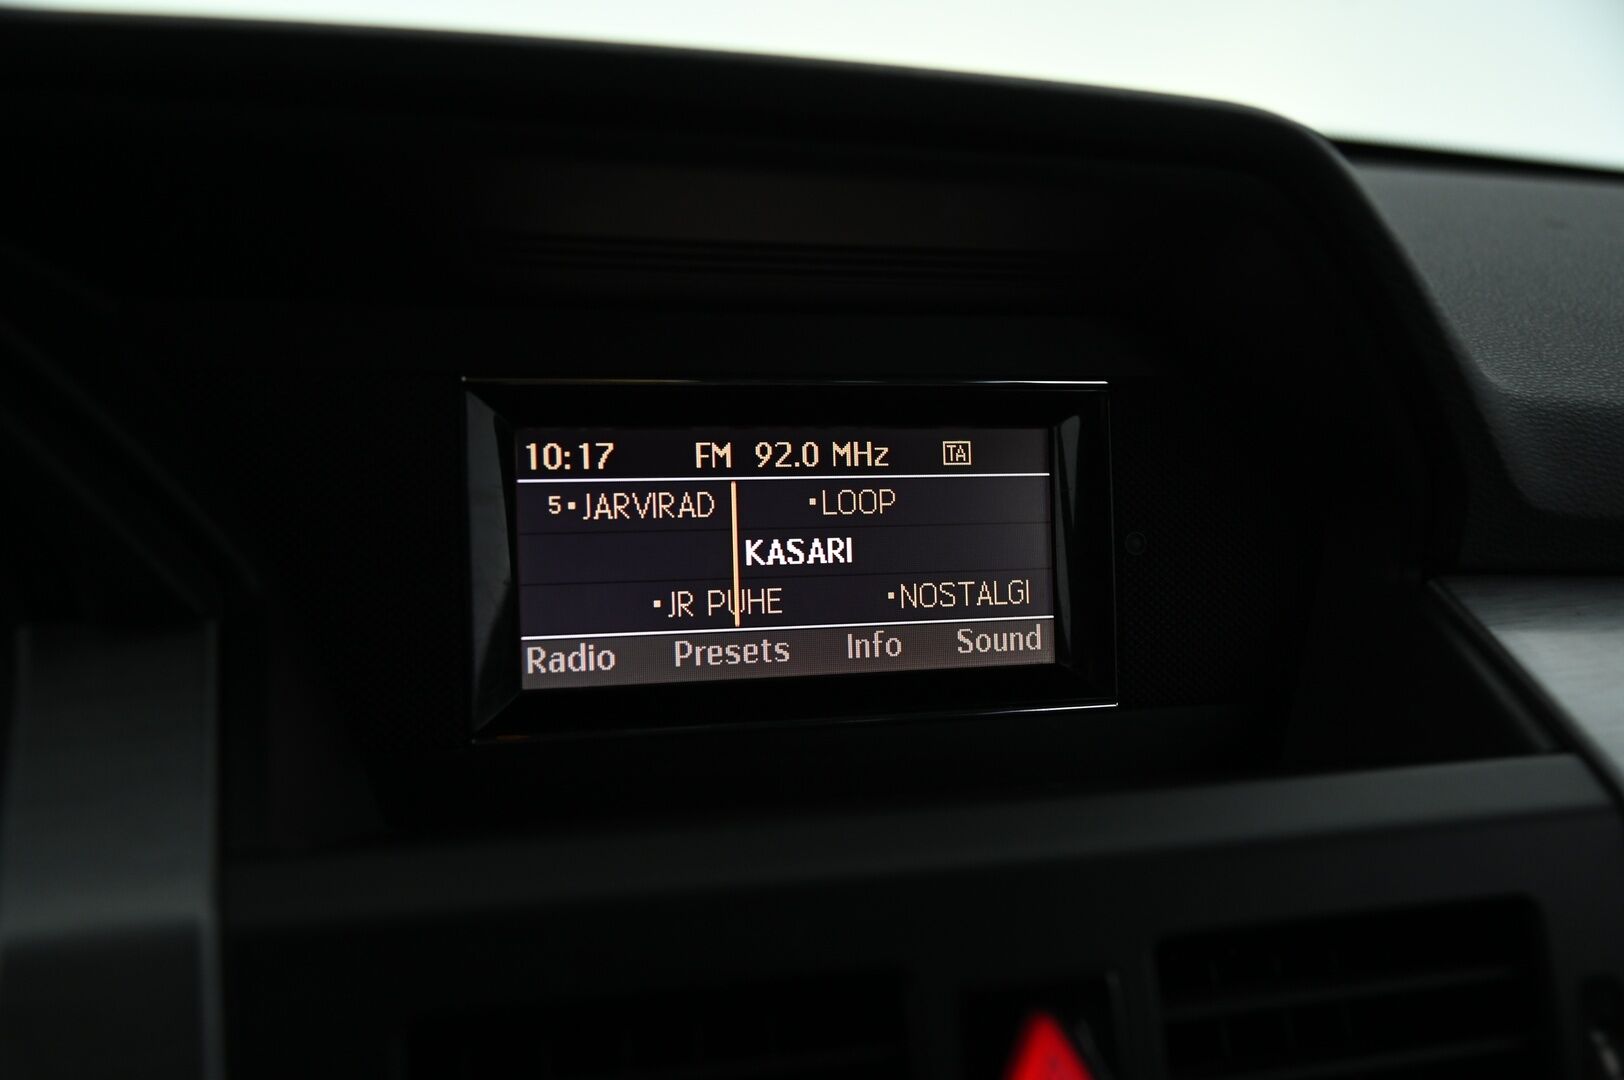 10:17 FM 92.0 MHz TA
5 ▪JARVIRAD ▪LOOP
KASARI
▪JR PUHE ▪NOSTALGI
Radio Presets Info Sound